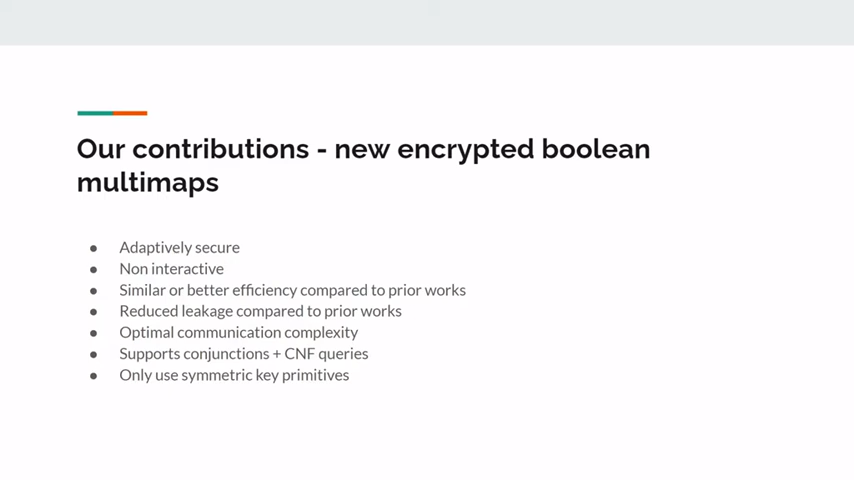 Our contributions - new encrypted boolean
multimaps
● Adaptively secure
● Non interactive
● Similar or better efficiency compared to prior works
● Reduced leakage compared to prior works
● Optimal communication complexity
● Supports conjunctions + CNF queries
● Only use symmetric key primitives